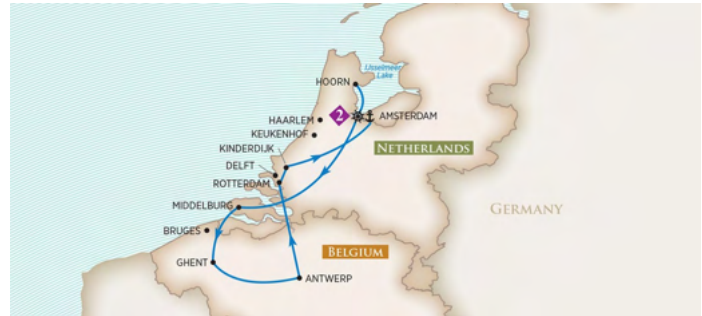 IJsselmeer
Lake
HOORN
HAARLEM
2
AMSTERDAM
KEUKENHOF
KINDERDIJK
NETHERLANDS
DELFT
ROTTERDAM
MIDDELBURG
GERMANY
BRUGES
BELGIUM
GHENT
ANTWERP